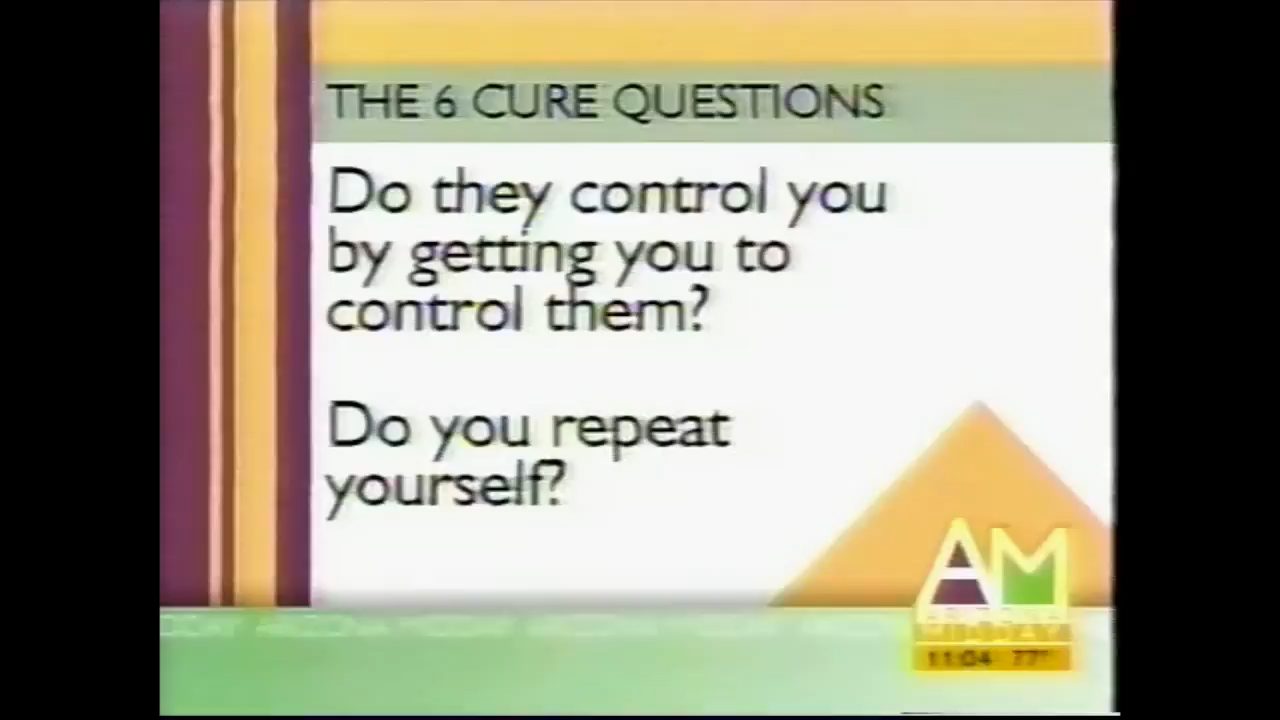 THE 6 CURE QUESTIONS
Do they control you
by getting you to
control them?
Do you repeat
yourself?
AM
11:04 77°